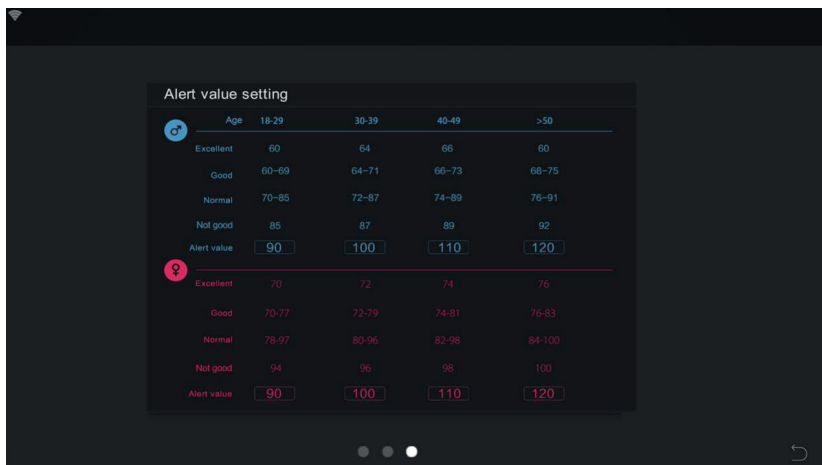 Alert value setting
Age 18-29 30-39 40-49 >50
Excellent 60 64 66 60
Good 60~69 64~71 66~73 68~75
Normal 70~85 72~87 74~89 76~91
Not good 85 87 89 92
Alert value 90 100 110 120
Excellent 70 72 74 76
Good 70-77 72-79 74-81 76-83
Normal 78-97 80-96 82-98 84-100
Not good 94 96 98 100
Alert value 90 100 110 120